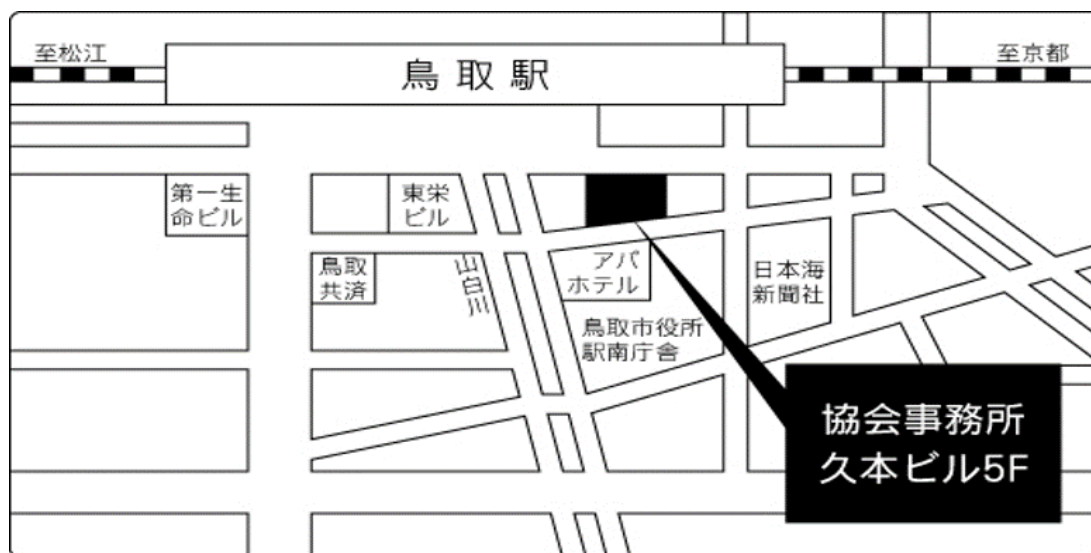 至松江
鳥取駅
至京都
第一生
命ビル
東栄
ビル
鳥取
共済
山白川
アパ
ホテル
日本海
新聞社
鳥取市役所
駅南庁舎
協会事務所
久本ビル5F